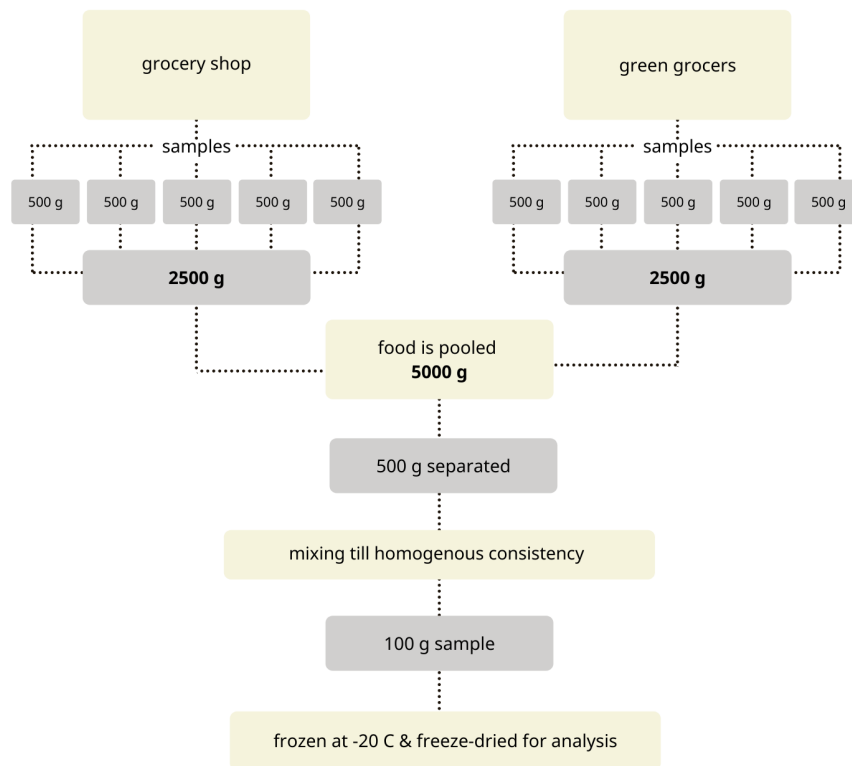 grocery shop
green grocers
samples
samples
500 g
500 g
500 g
500 g
500 g
500 g
500 g
500 g
500 g
500 g
2500 g
2500 g
food is pooled
5000 g
500 g separated
mixing till homogenous consistency
100 g sample
frozen at -20 C & freeze-dried for analysis